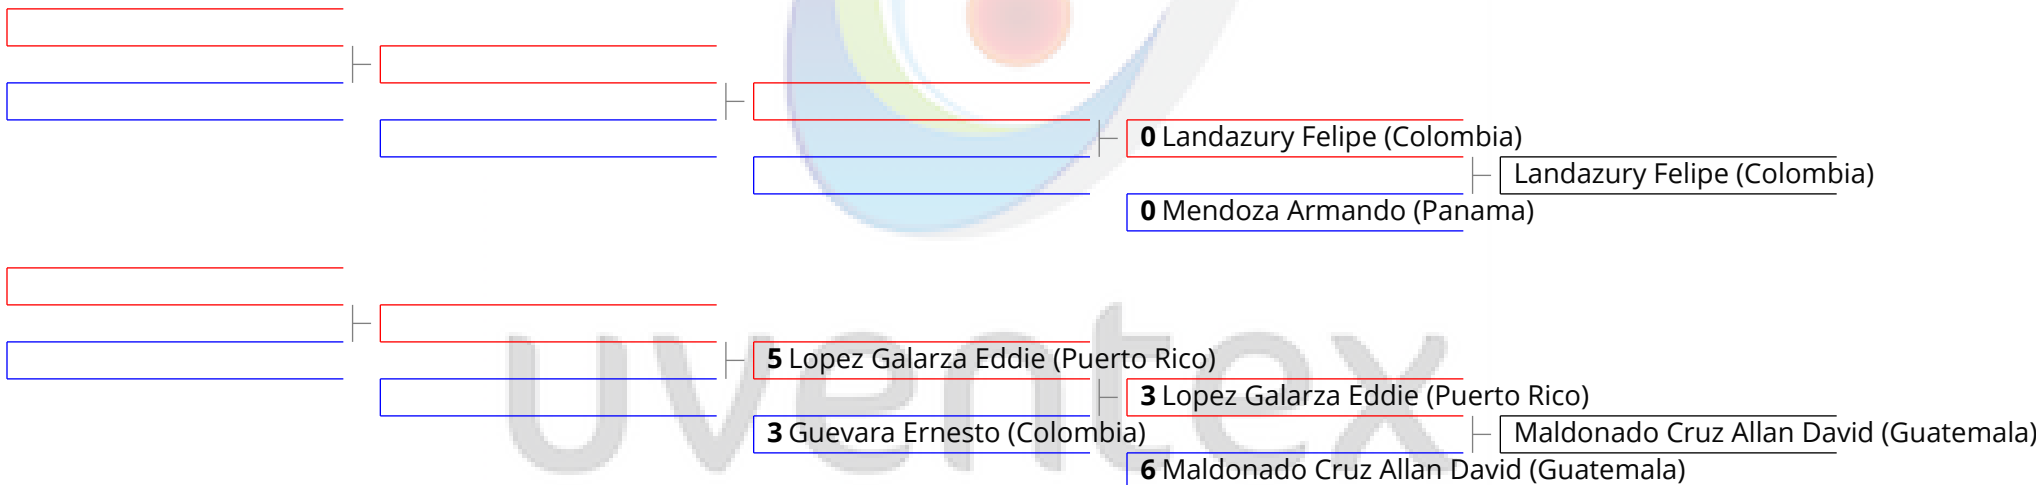 0 Landazury Felipe (Colombia)
Landazury Felipe (Colombia)
0 Mendoza Armando (Panama)
uventex
5 Lopez Galarza Eddie (Puerto Rico)
3 Lopez Galarza Eddie (Puerto Rico)
3 Guevara Ernesto (Colombia)
Maldonado Cruz Allan David (Guatemala)
6 Maldonado Cruz Allan David (Guatemala)